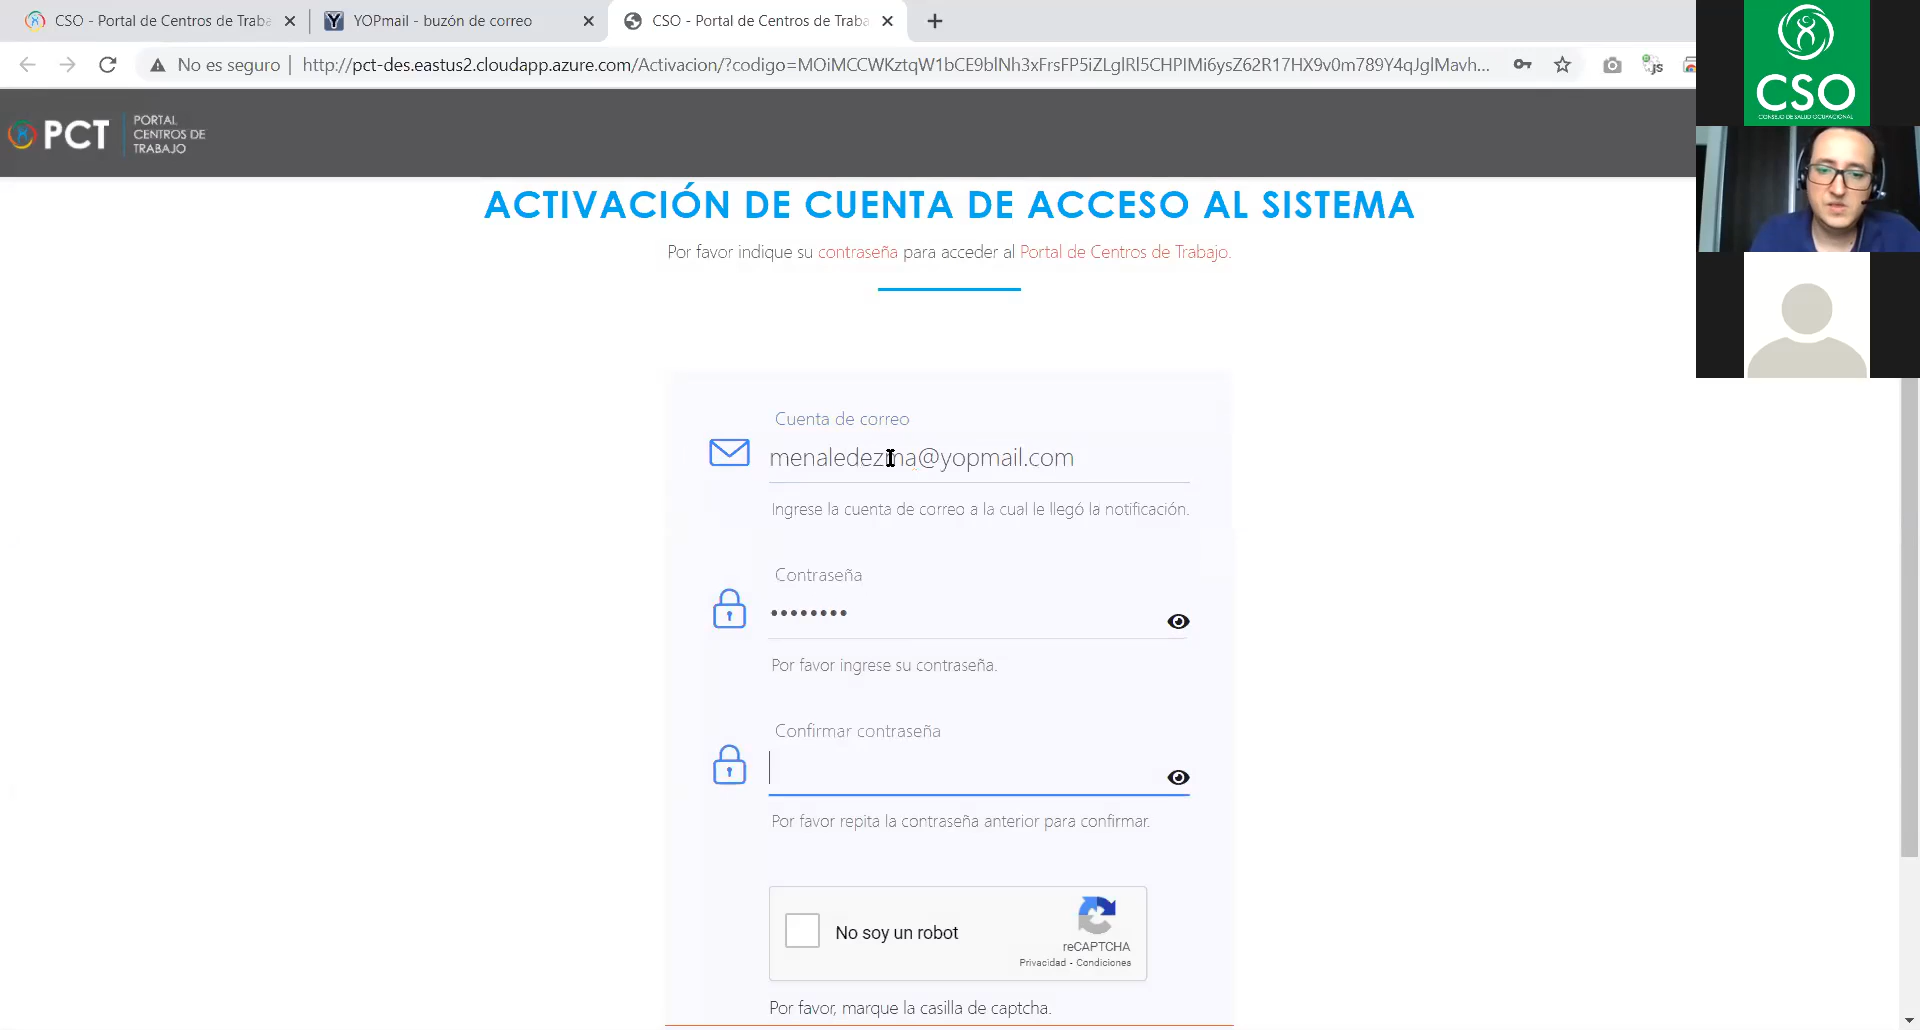 CSO - Portal de Centros de Traba
YOPmail - buzón de correo
CSO - Portal de Centros de Traba
No es seguro
http://pct-des.eastus2.cloudapp.azure.com/Activacion/?codigo=MOiMCCWKztqW1bCE9blNh3xFrsFP5iZLglRl5CHPIMi6ysZ62R17HX9v0m789Y4qJglMavh...
PCT
PORTAL
CENTROS DE
TRABAJO
CSO
CONSEJO DE SALUD OCUPACIONAL
ACTIVACIÓN DE CUENTA DE ACCESO AL SISTEMA
Por favor indique su contraseña para acceder al Portal de Centros de Trabajo.
Cuenta de correo
menaledezma@yopmail.com
Ingrese la cuenta de correo a la cual le llegó la notificación.
Contraseña
••••••••
Por favor ingrese su contraseña.
Confirmar contraseña
Por favor repita la contraseña anterior para confirmar.
No soy un robot
reCAPTCHA
Privacidad - Condiciones
Por favor, marque la casilla de captcha.